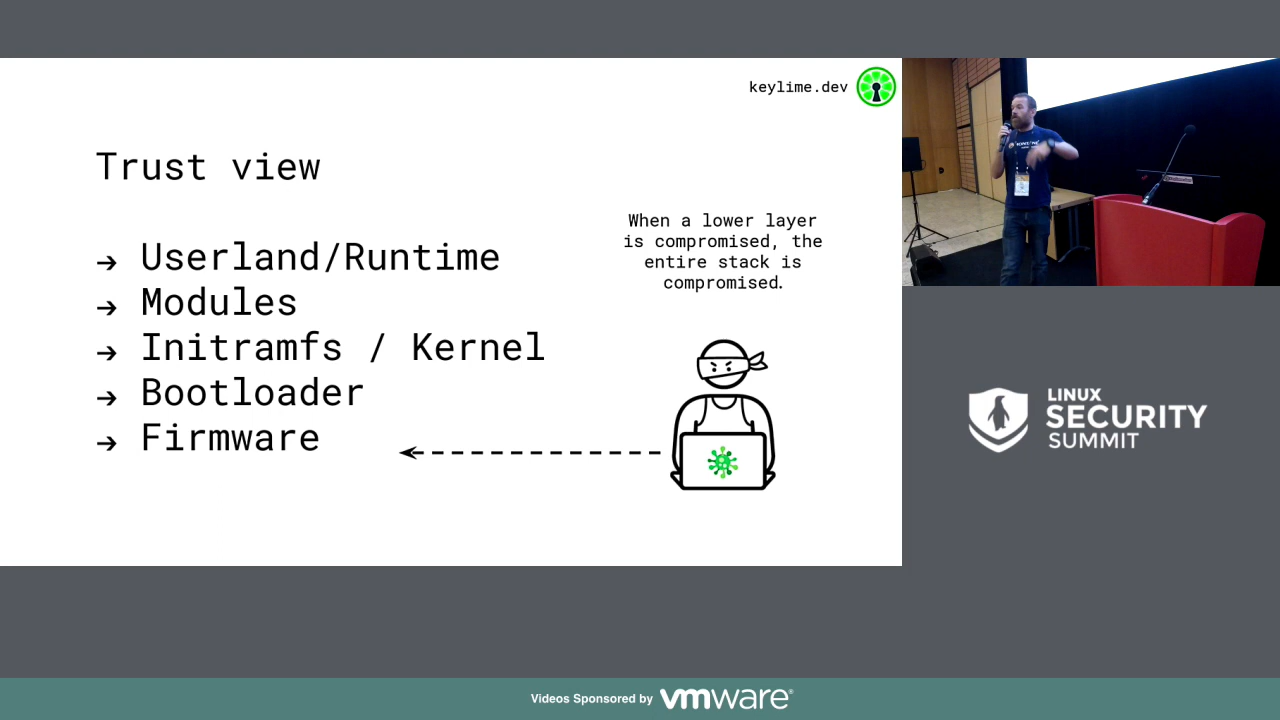 keylime.dev
Trust view
→ Userland/Runtime
→ Modules
→ Initramfs / Kernel
→ Bootloader
→ Firmware
When a lower layer
is compromised, the
entire stack is
compromised.
LINUX
SECURITY
SUMMIT
Videos Sponsored by vmware®